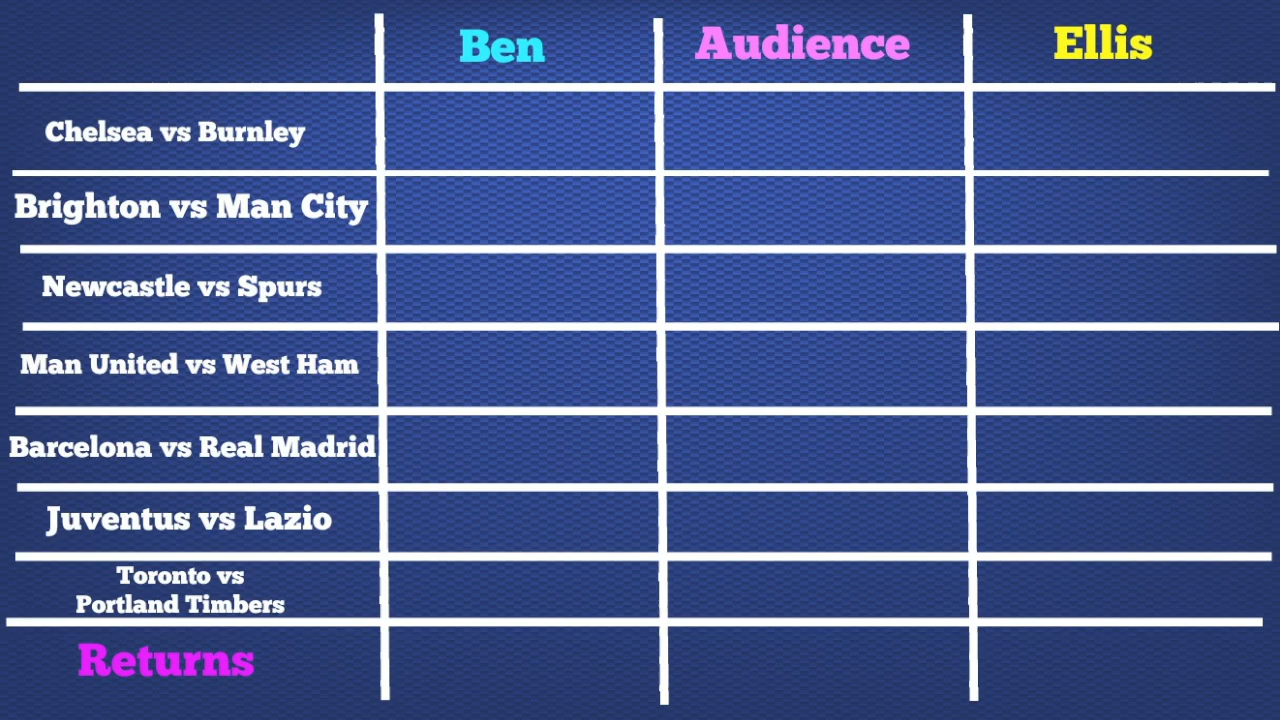 Ben Audience Ellis
Chelsea vs Burnley
Brighton vs Man City
Newcastle vs Spurs
Man United vs West Ham
Barcelona vs Real Madrid
Juventus vs Lazio
Toronto vs
Portland Timbers
Returns